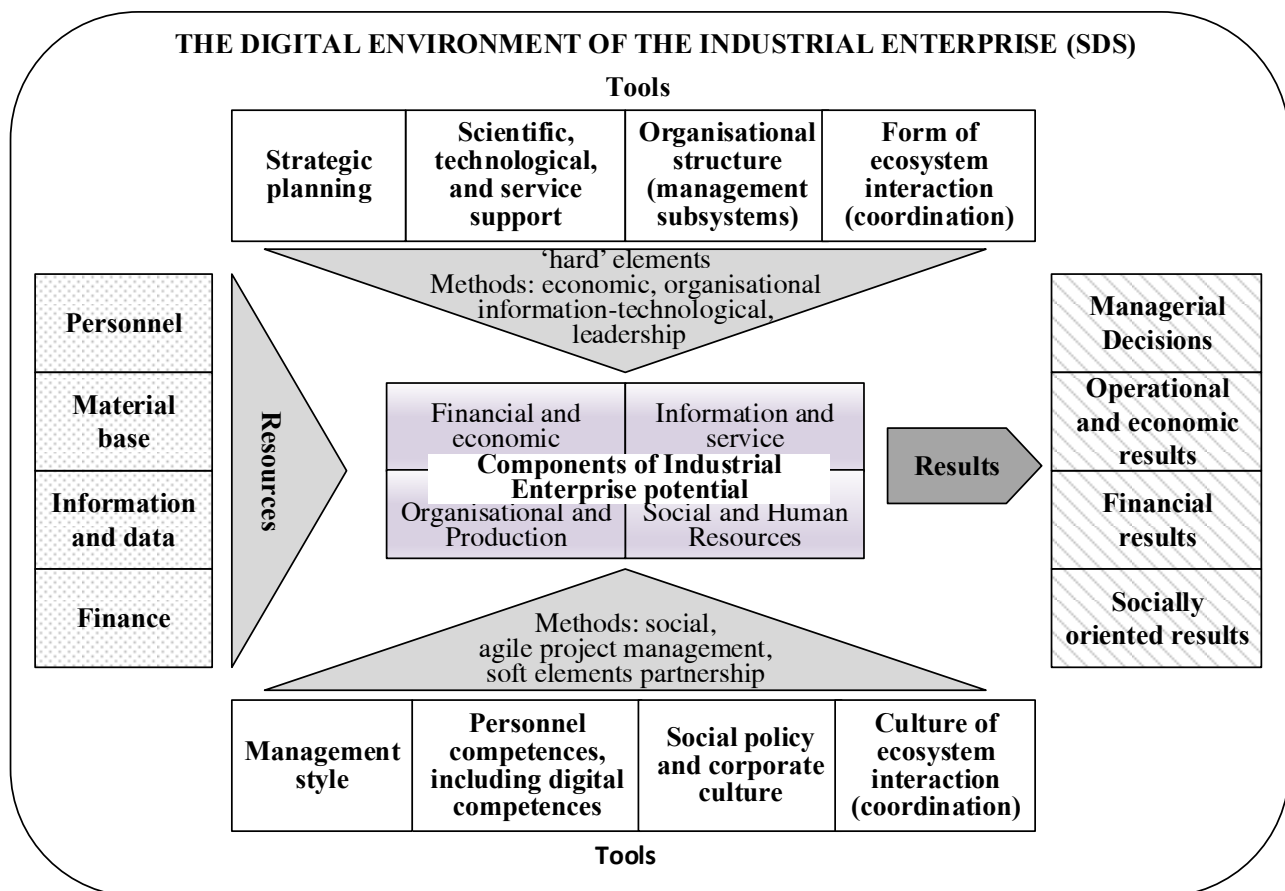 THE DIGITAL ENVIRONMENT OF THE INDUSTRIAL ENTERPRISE (SDS)
Tools
Strategic
planning
Scientific,
technological,
and service
support
Organisational
structure
(management
subsystems)
Form of
ecosystem
interaction
(coordination)
‘hard’ elements
Methods: economic, organisational
information-technological,
leadership
Personnel
Material
base
Information
and data
Finance
Resources
Financial and
economic
Information and
service
Components of Industrial
Enterprise potential
Organisational and
Production
Social and Human
Resources
Results
Managerial
Decisions
Operational
and economic
results
Financial
results
Socially
oriented results
Methods: social,
agile project management,
soft elements partnership
Management
style
Personnel
competences,
including digital
competences
Social policy
and corporate
culture
Culture of
ecosystem
interaction
(coordination)
Tools